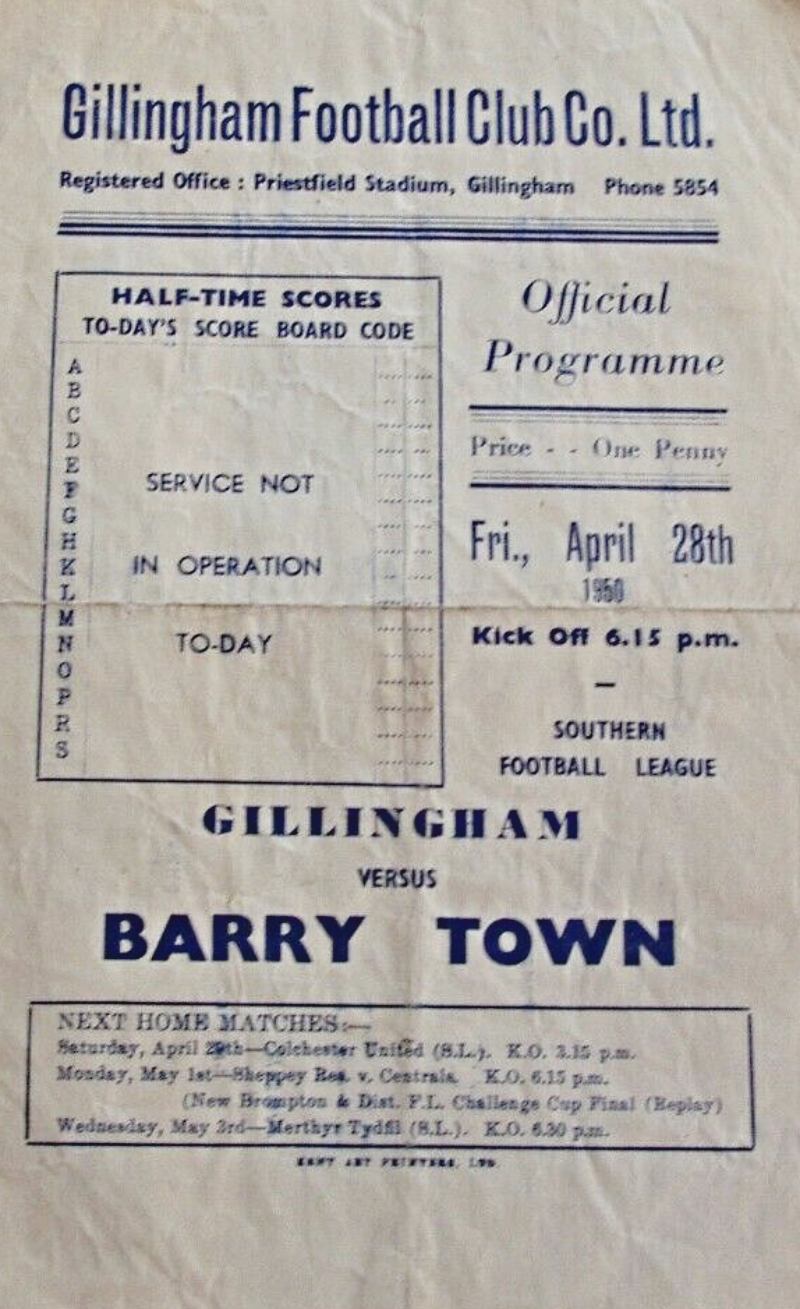 Gillingham Football Club Co. Ltd.
Registered Office : Priestfield Stadium, Gillingham Phone 5854
HALF-TIME SCORES
TO-DAY'S SCORE BOARD CODE
A
B
C
D
E
F
G
H
K
L
M
N
O
P
R
S
SERVICE NOT
IN OPERATION
TO-DAY
Official
Programme
Price - - One Penny
Fri., April 28th
1950
Kick Off 6.15 p.m.
—
SOUTHERN
FOOTBALL LEAGUE
GILLINGHAM
VERSUS
BARRY TOWN
NEXT HOME MATCHES:—
Saturday, April 29th—Colchester United (S.L.). K.O. 3.15 p.m.
Monday, May 1st—Sheppey Res. v. Centrals. K.O. 6.15 p.m.
(New Brompton & Dist. F.L. Challenge Cup Final (Replay)
Wednesday, May 3rd—Merthyr Tydfil (S.L.). K.O. 6.30 p.m.
KENT ART PRINTERS, LTD.